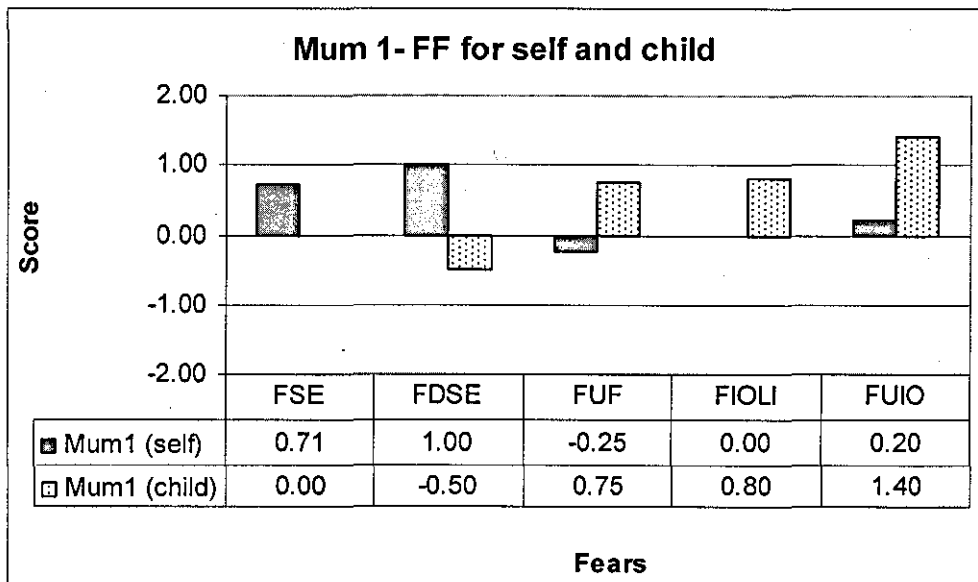 Mum 1- FF for self and child
2.00
1.00
0.00
-1.00
-2.00
Score
FSE FDSE FUF FIOLI FUIO
Mum1 (self) 0.71 1.00 -0.25 0.00 0.20
Mum1 (child) 0.00 -0.50 0.75 0.80 1.40
Fears